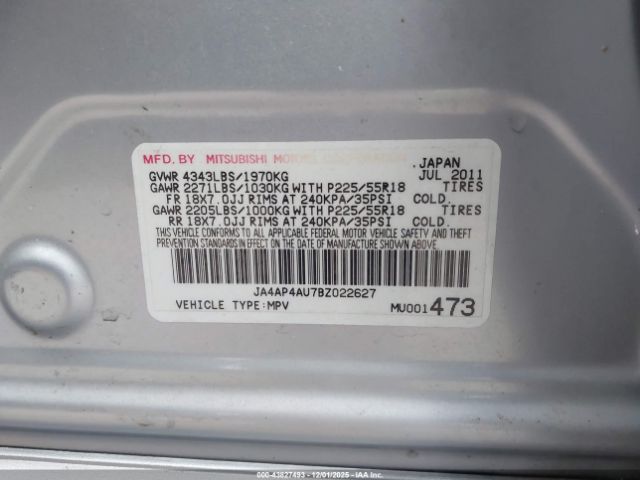 MFD. BY MITSUBISHI MOTORS CORPORATION, JAPAN
GVWR 4343LBS/1970KG JUL 2011
GAWR 2271LBS/1030KG WITH P225/55R18 TIRES
FR 18X7.0JJ RIMS AT 240KPA/35PSI COLD.
GAWR 2205LBS/1000KG WITH P225/55R18 TIRES
RR 18X7.0JJ RIMS AT 240KPA/35PSI COLD.
THIS VEHICLE CONFORMS TO ALL APPLICABLE FEDERAL MOTOR VEHICLE SAFETY AND THEFT PREVENTION
STANDARDS IN EFFECT ON THE DATE OF MANUFACTURE SHOWN ABOVE.
JA4AP4AU7BZ022627
VEHICLE TYPE:MPV MU001473
000-43827493 - 12/01/2025 - IAAI.COM